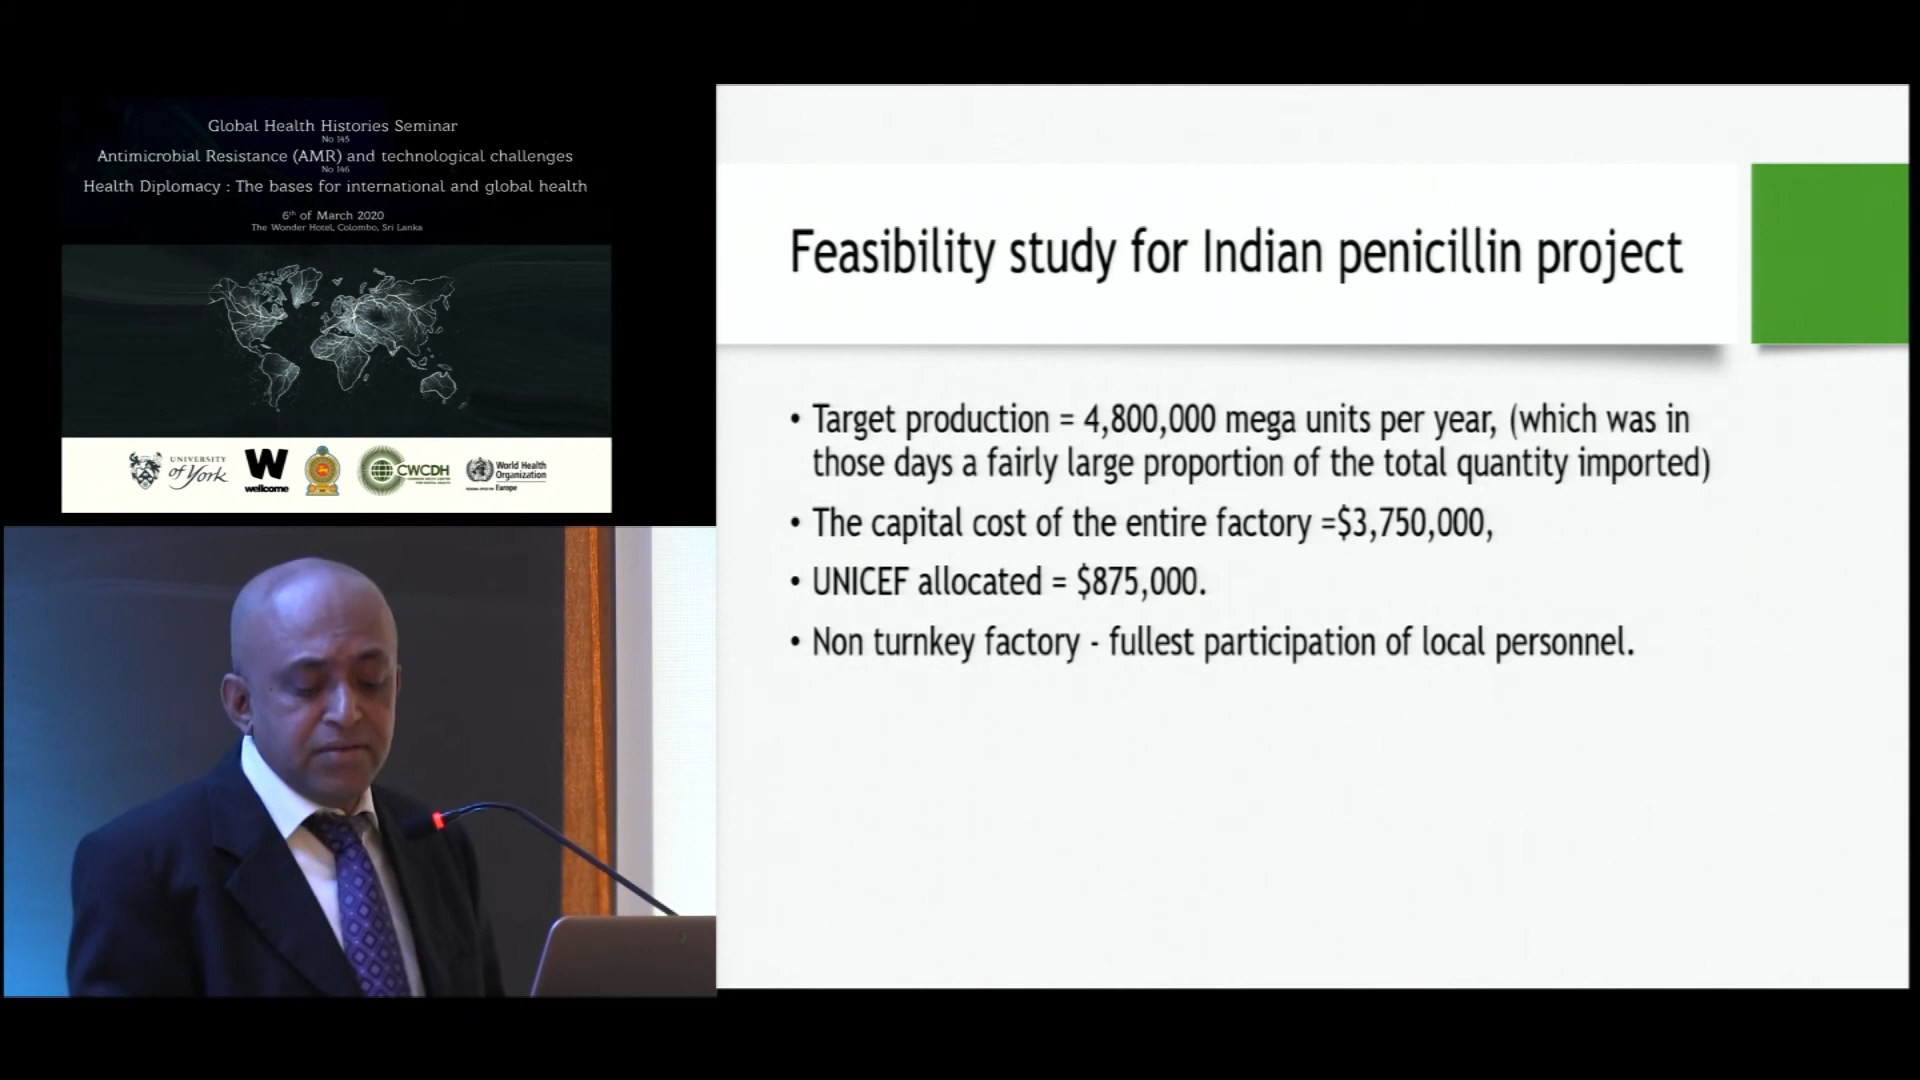 Global Health Histories Seminar
No 145
Antimicrobial Resistance (AMR) and technological challenges
No 146
Health Diplomacy : The bases for international and global health
6th of March 2020
The Wonder Hotel, Colombo, Sri Lanka
UNIVERSITY
of York
W
wellcome
CWCDH
World Health
Organization
Europe
Feasibility study for Indian penicillin project
• Target production = 4,800,000 mega units per year, (which was in
those days a fairly large proportion of the total quantity imported)
• The capital cost of the entire factory =$3,750,000,
• UNICEF allocated = $875,000.
• Non turnkey factory - fullest participation of local personnel.